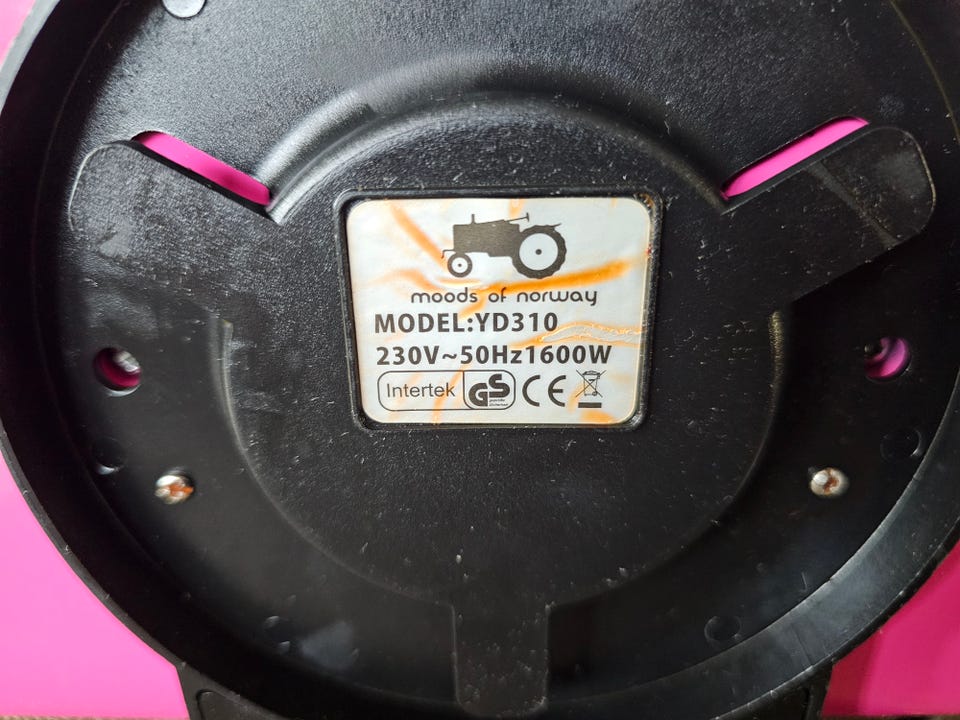 moods of norway
MODEL:YD310
230V~50Hz1600W
Intertek GS CE